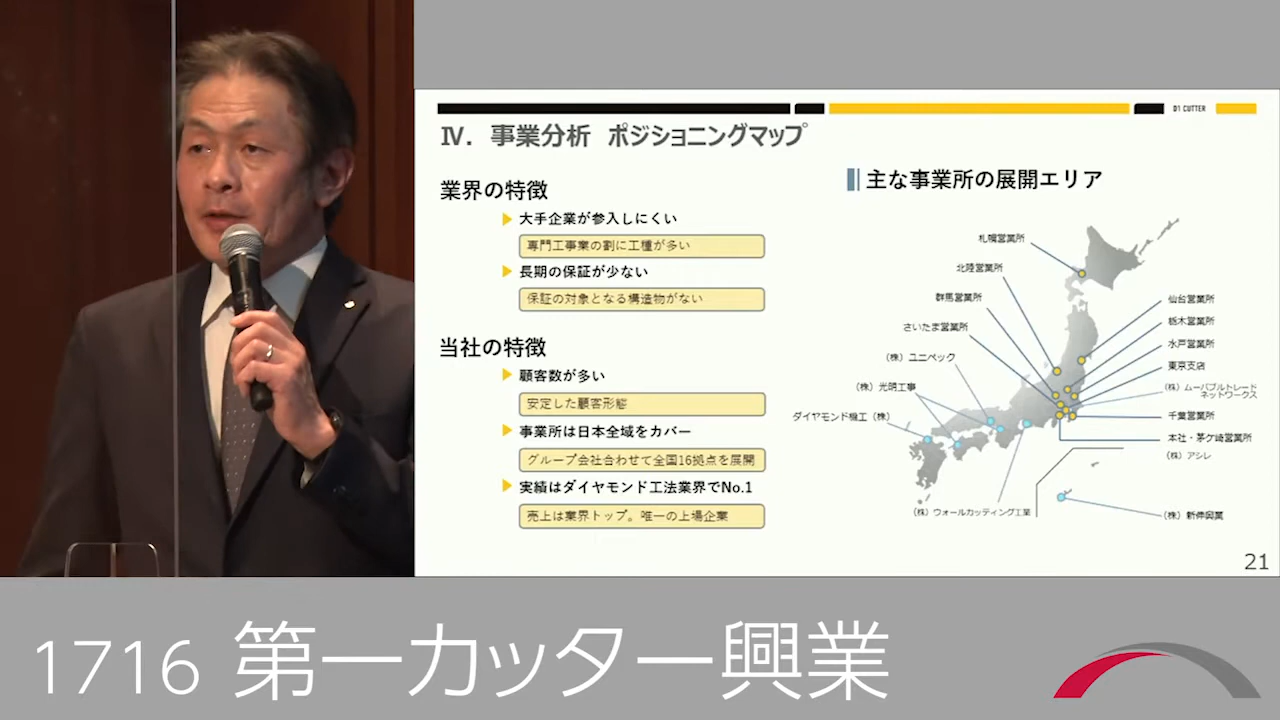 D1 CUTTER
Ⅳ. 事業分析 ポジショニングマップ
業界の特徴
大手企業が参入しにくい
専門工事業の割に工種が多い
長期の保証が少ない
保証の対象となる構造物がない
当社の特徴
顧客数が多い
安定した顧客形態
事業所は日本全域をカバー
グループ会社合わせて全国16拠点を展開
実績はダイヤモンド工法業界でNo.1
売上は業界トップ。唯一の上場企業
主な事業所の展開エリア
札幌営業所
北陸営業所
群馬営業所
さいたま営業所
(株) ユニペック
(株) 光明工事
ダイヤモンド機工 (株)
(株) ウォールカッティング工業
仙台営業所
栃木営業所
水戸営業所
東京支店
(株) ムーバブルトレード
ネットワークス
千葉営業所
本社・茅ケ崎営業所
(株) アシレ
(株) 新伸興業
21
1716 第一カッター興業